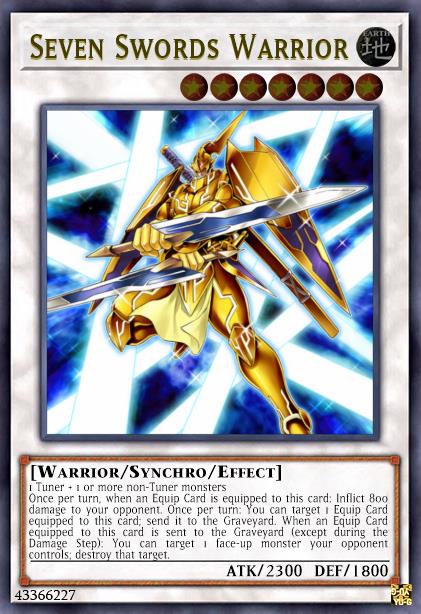 SEVEN SWORDS WARRIOR
EARTH
地
[WARRIOR/SYNCHRO/EFFECT]
1 Tuner + 1 or more non-Tuner monsters
Once per turn, when an Equip Card is equipped to this card: Inflict 800
damage to your opponent. Once per turn: You can target 1 Equip Card
equipped to this card; send it to the Graveyard. When an Equip Card
equipped to this card is sent to the Graveyard (except during the
Damage Step): You can target 1 face-up monster your opponent
controls; destroy that target.
ATK/2300 DEF/1800
43366227